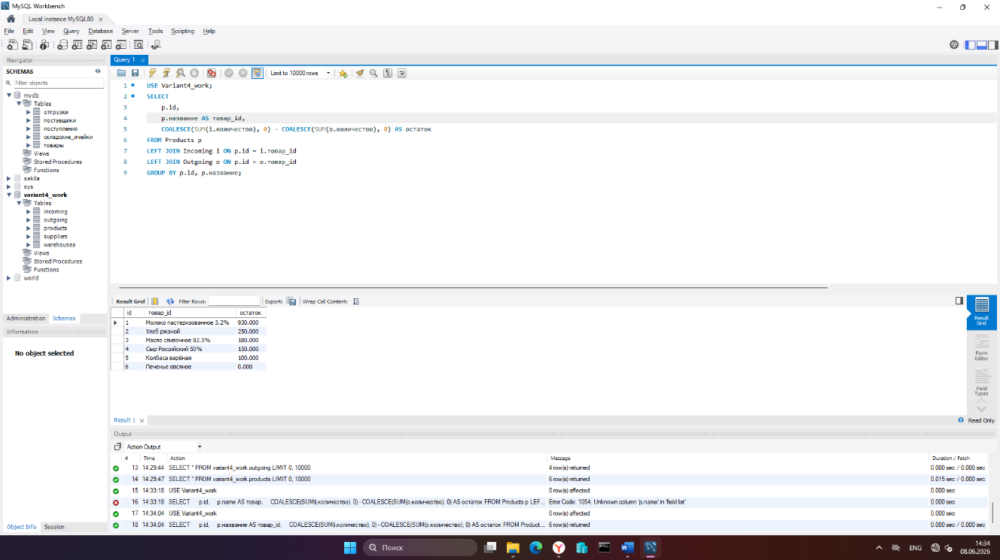 MySQL Workbench
Local instance MySQL80
File Edit View Query Database Server Tools Scripting Help
Navigator
SCHEMAS
Filter objects
mydb
Tables
отгрузки
поставщики
поступления
складские_ячейки
товары
Views
Stored Procedures
Functions
sakila
sys
variant4_work
Tables
incoming
outgoing
products
suppliers
warehouses
Views
Stored Procedures
Functions
world
Administration Schemas
Information
No object selected
Object Info Session
Query 1
Limit to 10000 rows
1 USE Variant4_work;
2 SELECT
3 p.id,
4 p.название AS товар_id,
5 COALESCE(SUM(i.количество), 0) - COALESCE(SUM(o.количество), 0) AS остаток
6 FROM Products p
7 LEFT JOIN Incoming i ON p.id = i.товар_id
8 LEFT JOIN Outgoing o ON p.id = o.товар_id
9 GROUP BY p.id, p.название;
Result Grid Filter Rows: Export: Wrap Cell Content:
id товар_id остаток
1 Молоко пастеризованное 3.2% 930.000
2 Хлеб ржаной 250.000
3 Масло сливочное 82.5% 180.000
4 Сыр Российский 50% 150.000
5 Колбаса варёная 100.000
6 Печенье овсяное 0.000
Result Grid
Form Editor
Field Types
Result 1
Read Only
Output
Action Output
# Time Action Message Duration / Fetch
13 14:29:44 SELECT * FROM variant4_work.outgoing LIMIT 0, 10000 4 row(s) returned 0.000 sec / 0.000 sec
14 14:29:47 SELECT * FROM variant4_work.products LIMIT 0, 10000 6 row(s) returned 0.015 sec / 0.000 sec
15 14:33:18 USE Variant4_work 0 row(s) affected 0.000 sec
16 14:33:18 SELECT p.id, p.name AS товар, COALESCE(SUM(i.количество), 0) - COALESCE(SUM(o.количество), 0) AS остаток FROM Products p LEF... Error Code: 1054. Unknown column 'p.name' in 'field list' 0.000 sec
17 14:34:04 USE Variant4_work 0 row(s) affected 0.000 sec
18 14:34:04 SELECT p.id, p.название AS товар_id, COALESCE(SUM(i.количество), 0) - COALESCE(SUM(o.количество), 0) AS остаток FROM Product... 6 row(s) returned 0.000 sec / 0.000 sec
Поиск
ENG
14:34
08.06.2026